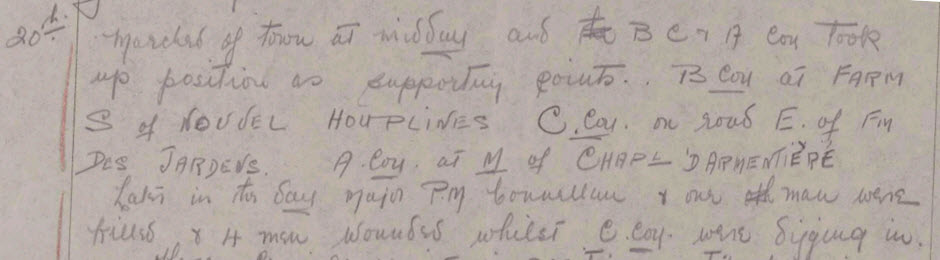 20th. Marched of town at midday and B C & A Coy took
up position as supporting points. B Coy at FARM
S of NOUVEL HOUPLINES C. Coy. on road E. of Fm
DES JARDENS. A. Coy. at M of CHAPLE D'ARMENTIÈRE
Later in the day Major P.M Connellan & one man were
killed & 4 men wounded whilst C. Coy. were digging in.